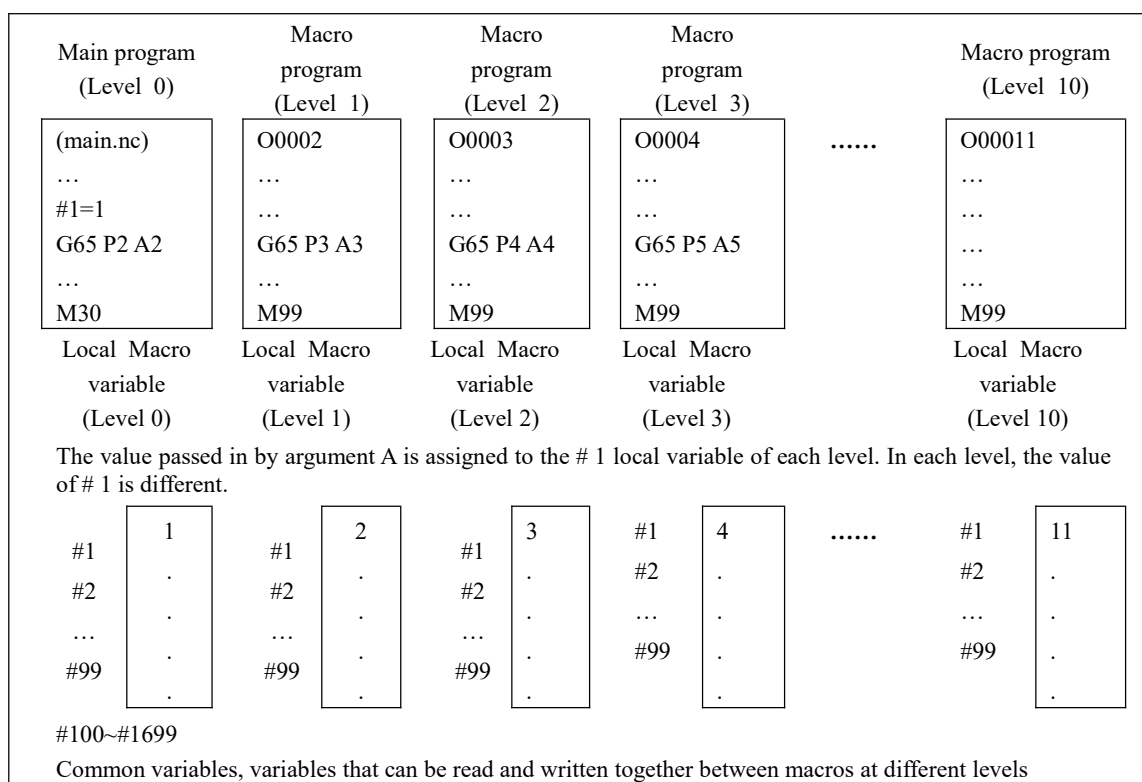 Main program
(Level 0)
Macro
program
(Level 1)
Macro
program
(Level 2)
Macro
program
(Level 3)
Macro program
(Level 10)
(main.nc)
…
#1=1
G65 P2 A2
…
M30
O0002
…
…
G65 P3 A3
…
M99
O0003
…
…
G65 P4 A4
…
M99
O0004
…
…
G65 P5 A5
…
M99
……
O00011
…
…
…
…
M99
Local Macro
variable
(Level 0)
Local Macro
variable
(Level 1)
Local Macro
variable
(Level 2)
Local Macro
variable
(Level 3)
Local Macro
variable
(Level 10)
The value passed in by argument A is assigned to the # 1 local variable of each level. In each level, the value
of # 1 is different.
#1
#2
…
#99
1
.
.
.
.
#1
#2
…
#99
2
.
.
.
.
#1
#2
…
#99
3
.
.
.
.
#1
#2
…
#99
4
.
.
.
.
……
#1
#2
…
#99
11
.
.
.
.
#100~#1699
Common variables, variables that can be read and written together between macros at different levels